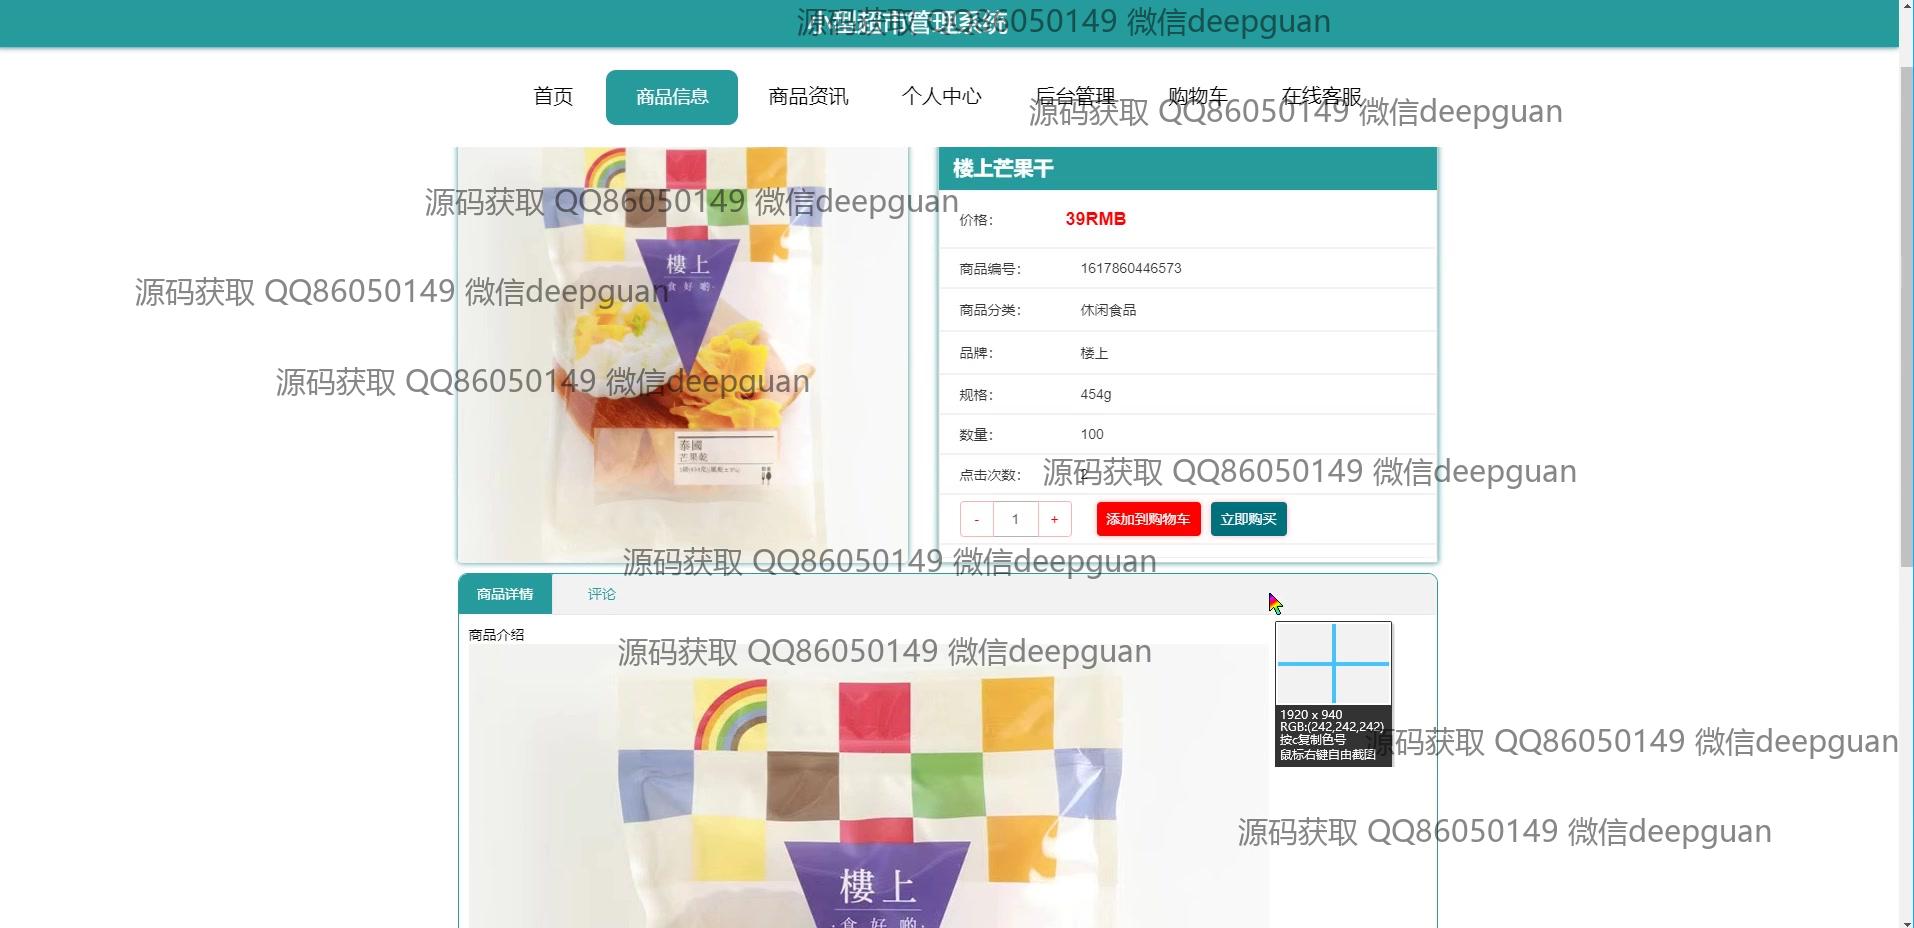 小型超市管理系统
源码获取 QQ86050149 微信deepguan
首页 商品信息 商品资讯 个人中心 后台管理 购物车 在线客服
源码获取 QQ86050149 微信deepguan
楼上芒果干
源码获取 QQ86050149 微信deepguan
价格: 39RMB
樓上
食好啲
商品编号: 1617860446573
源码获取 QQ86050149 微信deepguan
商品分类: 休闲食品
品牌: 楼上
源码获取 QQ86050149 微信deepguan
规格: 454g
数量: 100
泰國
芒果乾
点击次数: 2
源码获取 QQ86050149 微信deepguan
- 1 + 添加到购物车 立即购买
源码获取 QQ86050149 微信deepguan
商品详情 评论
商品介绍
源码获取 QQ86050149 微信deepguan
1920 x 940
RGB:(242,242,242)
按c复制色号
鼠标右键自由截图
源码获取 QQ86050149 微信deepguan
源码获取 QQ86050149 微信deepguan
樓上
·食好啲·